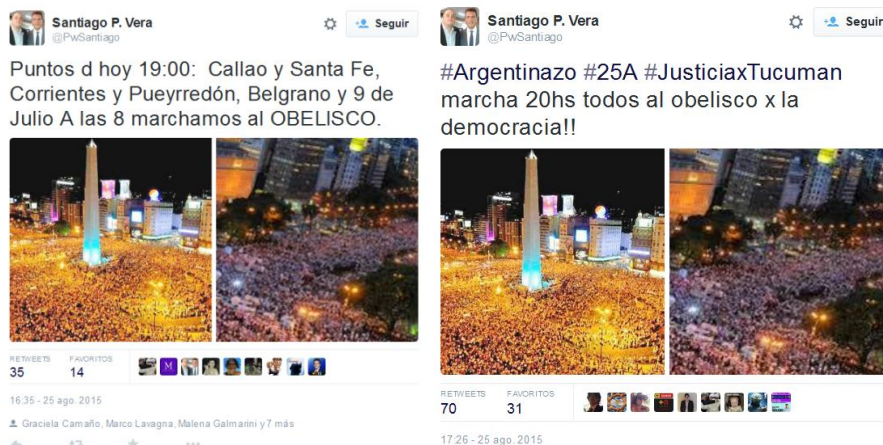 Santiago P. Vera
@PwSantiago
Seguir
Puntos d hoy 19:00: Callao y Santa Fe,
Corrientes y Pueyrredón, Belgrano y 9 de
Julio A las 8 marchamos al OBELISCO.
RETWEETS FAVORITOS
35 14
M
16:35 - 25 ago. 2015
Graciela Camaño, Marco Lavagna, Malena Galmarini y 7 más
Santiago P. Vera
@PwSantiago
Seguir
#Argentinazo #25A #JusticiaxTucuman
marcha 20hs todos al obelisco x la
democracia!!
RETWEETS FAVORITOS
70 31
17:26 - 25 ago. 2015